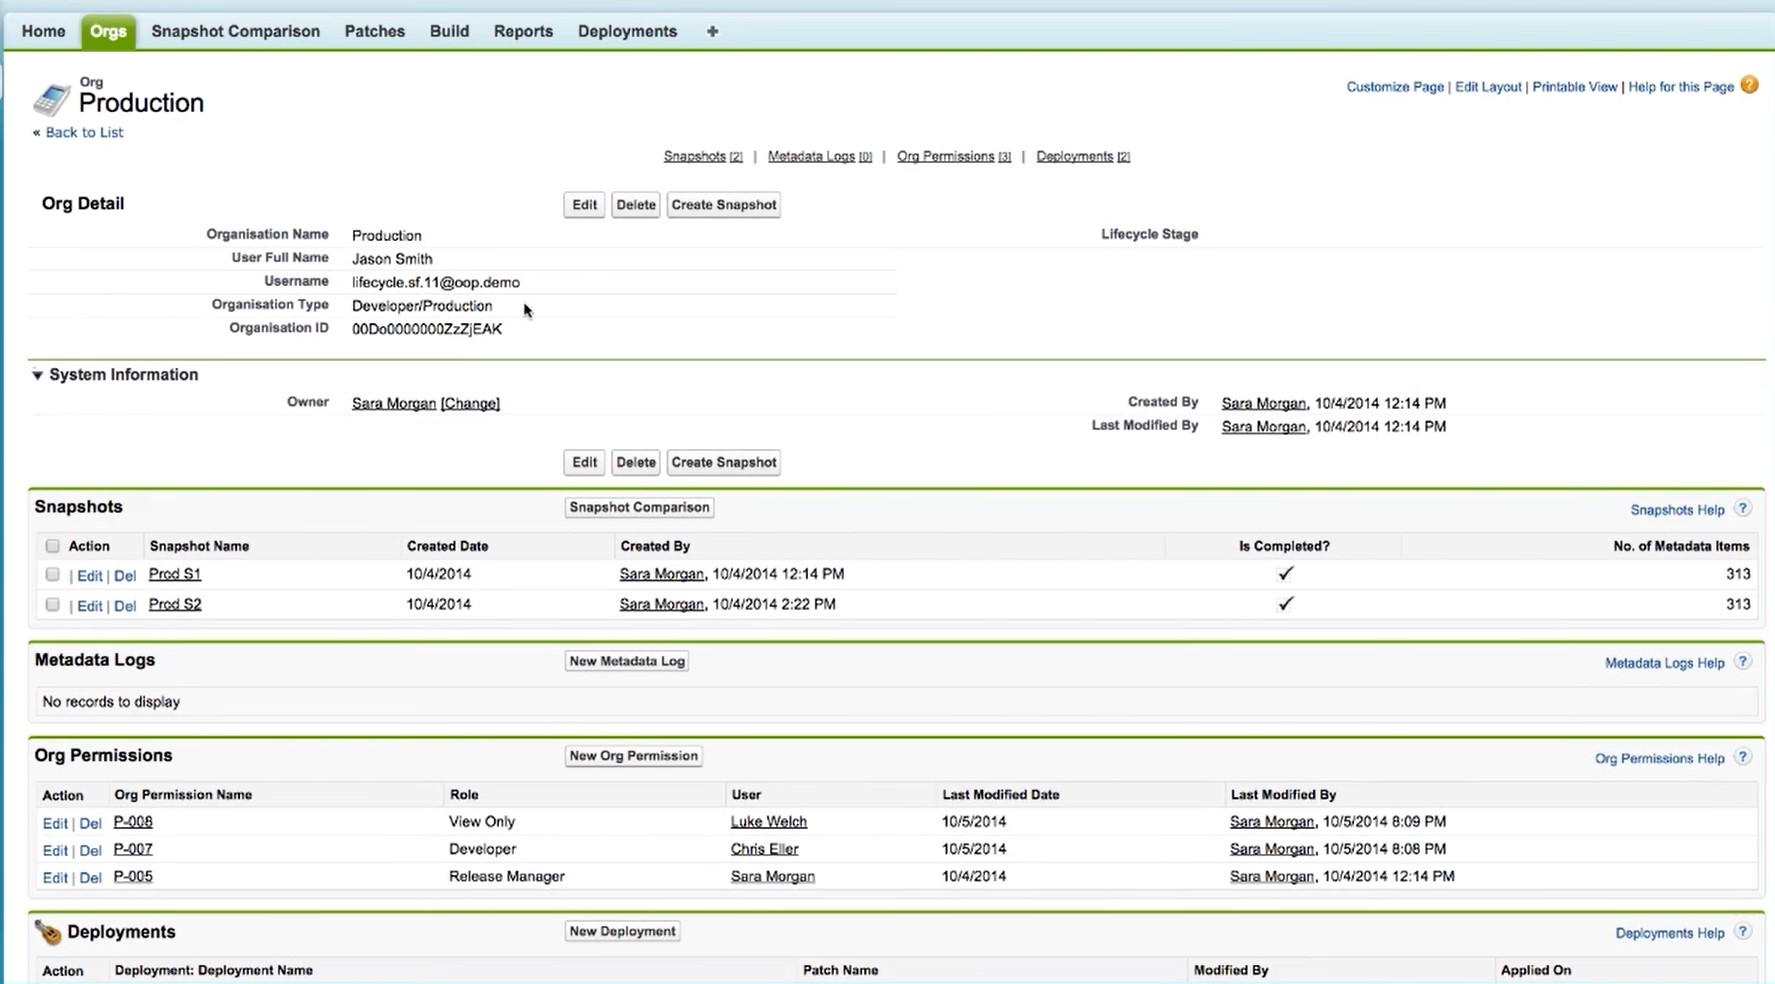 Home Orgs Snapshot Comparison Patches Build Reports Deployments +
Org
Production
Customize Page | Edit Layout | Printable View | Help for this Page ?
« Back to List
Snapshots [2] | Metadata Logs [0] | Org Permissions [3] | Deployments [2]
Org Detail Edit Delete Create Snapshot
Organisation Name Production Lifecycle Stage
User Full Name Jason Smith
Username lifecycle.sf.11@oop.demo
Organisation Type Developer/Production
Organisation ID 00Do0000000ZzZjEAK
System Information
Owner Sara Morgan [Change] Created By Sara Morgan, 10/4/2014 12:14 PM
Last Modified By Sara Morgan, 10/4/2014 12:14 PM
Edit Delete Create Snapshot
Snapshots Snapshot Comparison Snapshots Help ?
Action Snapshot Name Created Date Created By Is Completed? No. of Metadata Items
| Edit | Del Prod S1 10/4/2014 Sara Morgan, 10/4/2014 12:14 PM ✓ 313
| Edit | Del Prod S2 10/4/2014 Sara Morgan, 10/4/2014 2:22 PM ✓ 313
Metadata Logs New Metadata Log Metadata Logs Help ?
No records to display
Org Permissions New Org Permission Org Permissions Help ?
Action Org Permission Name Role User Last Modified Date Last Modified By
Edit | Del P-008 View Only Luke Welch 10/5/2014 Sara Morgan, 10/5/2014 8:09 PM
Edit | Del P-007 Developer Chris Eller 10/5/2014 Sara Morgan, 10/5/2014 8:08 PM
Edit | Del P-005 Release Manager Sara Morgan 10/4/2014 Sara Morgan, 10/4/2014 12:14 PM
Deployments New Deployment Deployments Help ?
Action Deployment: Deployment Name Patch Name Modified By Applied On